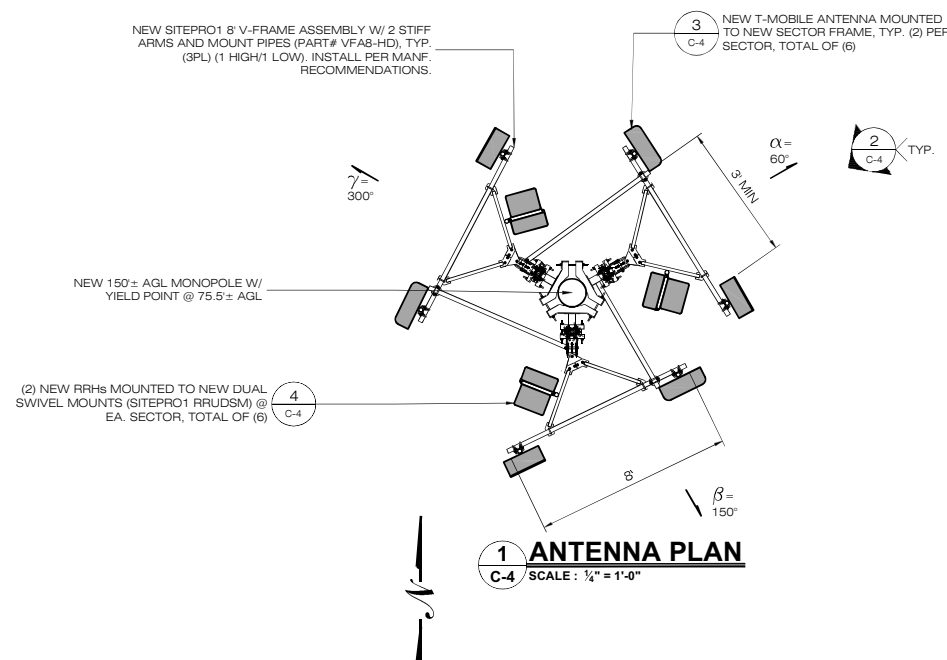 NEW SITEPRO1 8' V-FRAME ASSEMBLY W/ 2 STIFF
ARMS AND MOUNT PIPES (PART# VFA8-HD), TYP.
(3PL) (1 HIGH/1 LOW). INSTALL PER MANF.
RECOMMENDATIONS.
3
C-4
NEW T-MOBILE ANTENNA MOUNTED
TO NEW SECTOR FRAME, TYP. (2) PER
SECTOR, TOTAL OF (6)
α=
60°
2
C-4
TYP.
γ=
300°
3' MIN
NEW 150'± AGL MONOPOLE W/
YIELD POINT @ 75.5'± AGL
(2) NEW RRHs MOUNTED TO NEW DUAL
SWIVEL MOUNTS (SITEPRO1 RRUDSM) @
EA. SECTOR, TOTAL OF (6)
4
C-4
8'
β=
150°
1
C-4
ANTENNA PLAN
SCALE : ¼" = 1'-0"
N